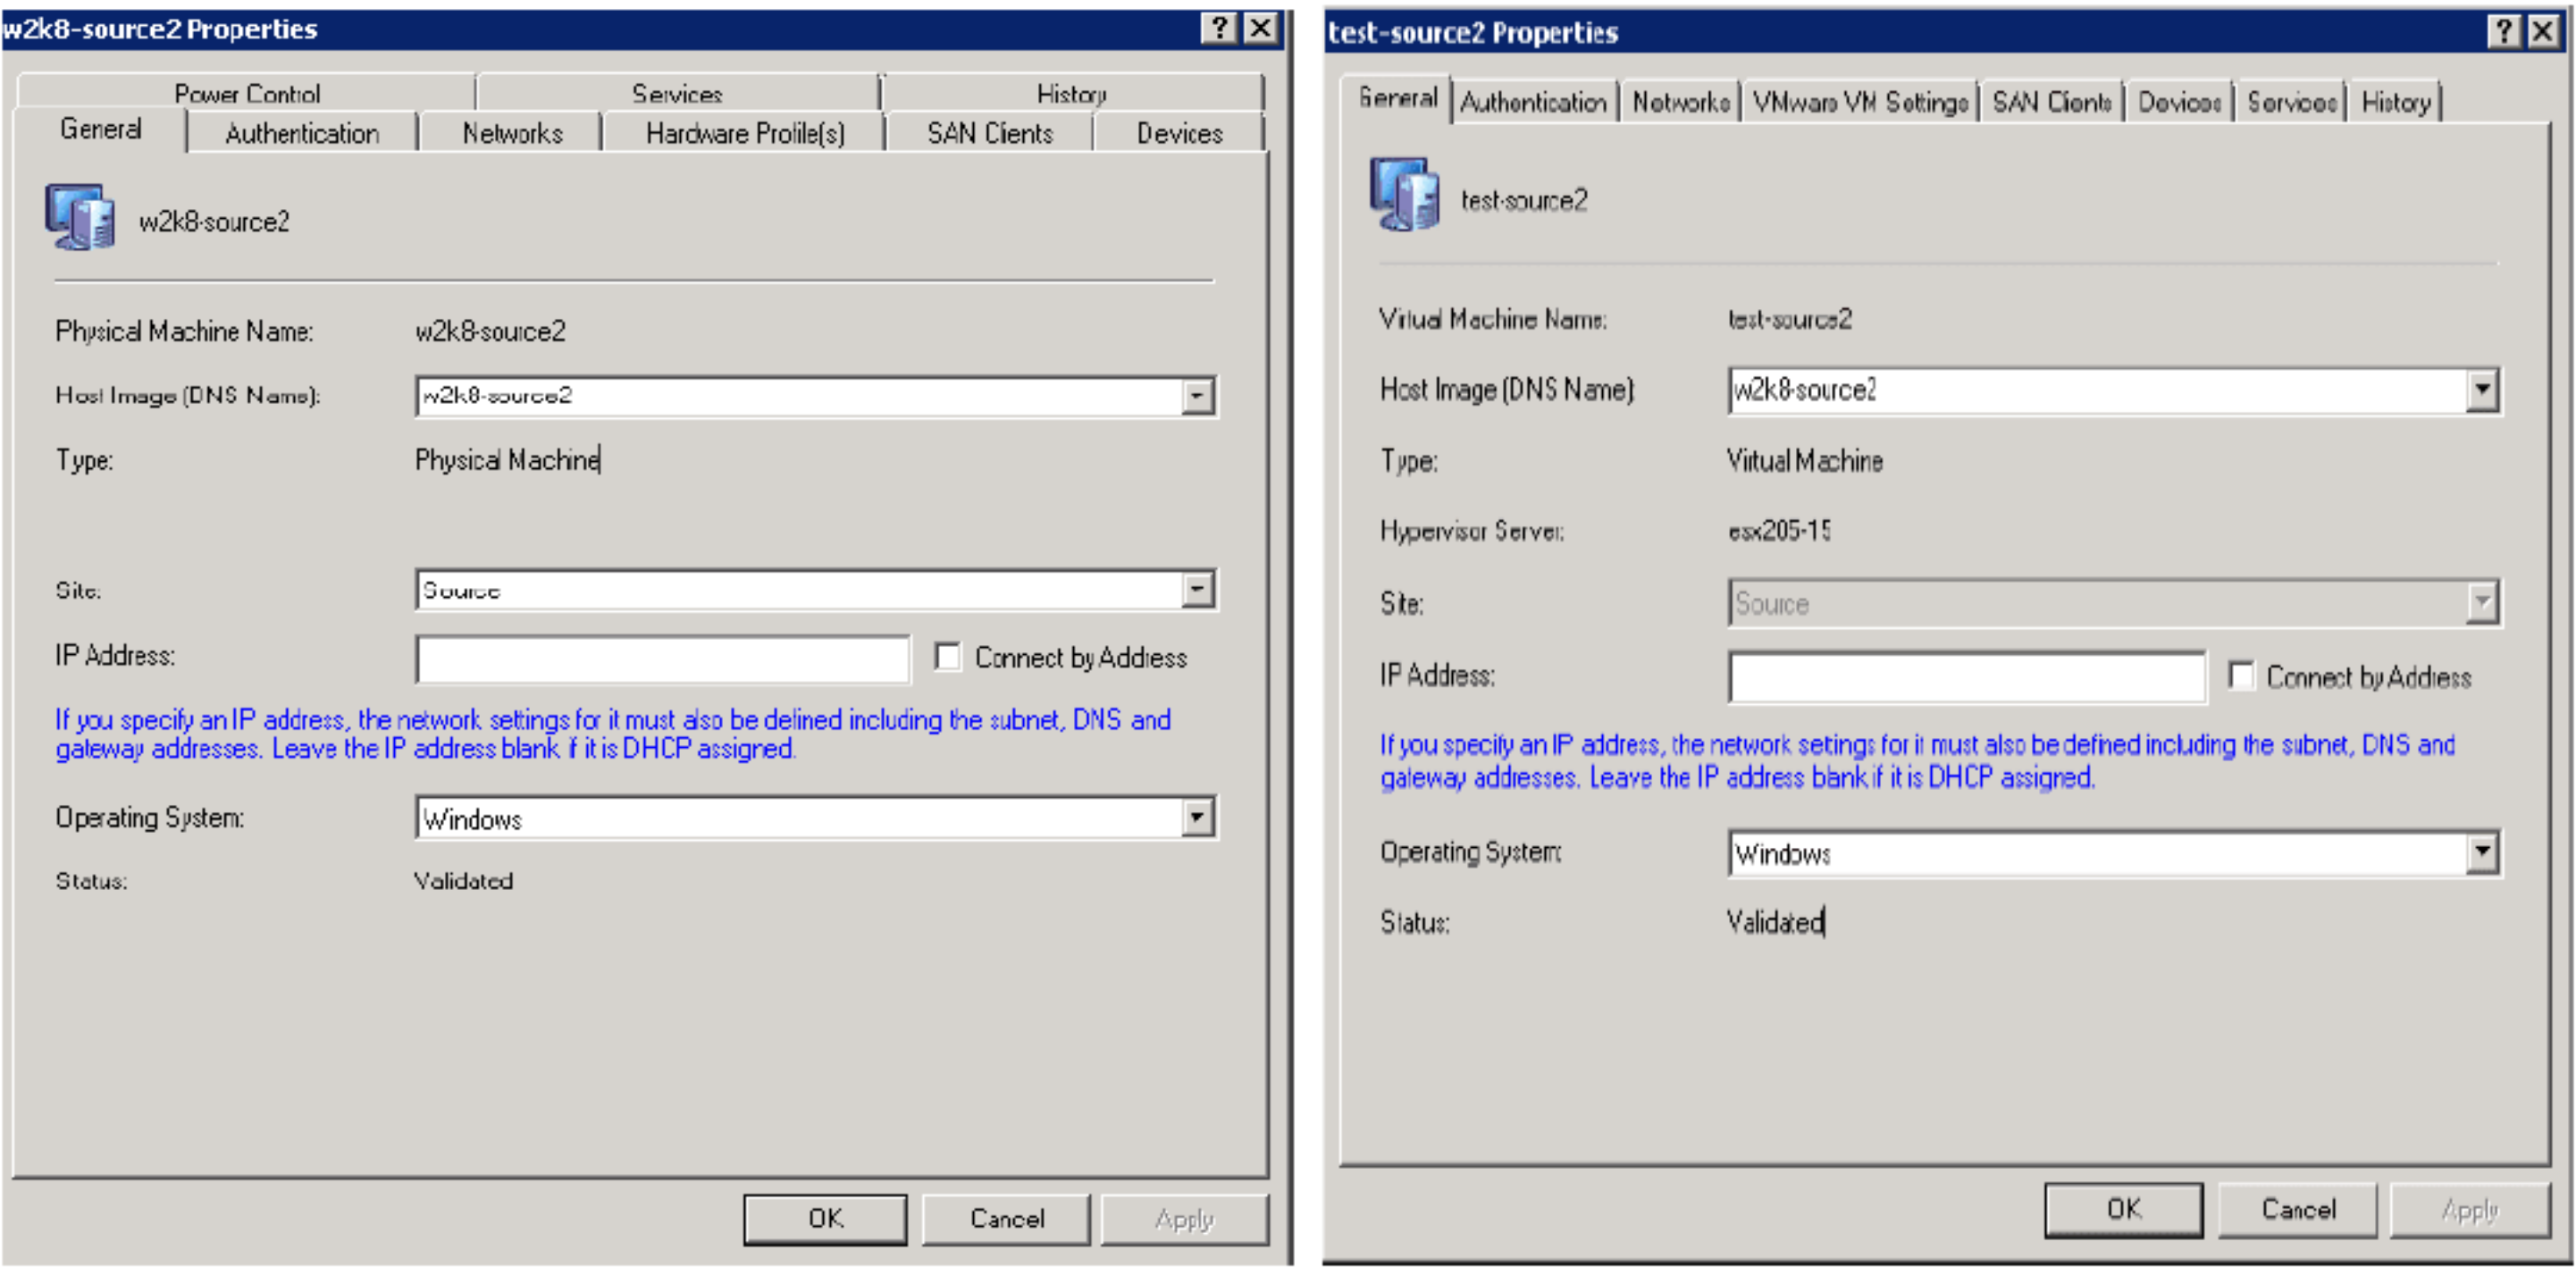 w2k8-source2 Properties
Power Control Services History
General Authentication Networks Hardware Profile(s) SAN Clients Devices
w2k8-source2
Physical Machine Name: w2k8-source2
Host Image (DNS Name): w2k8-source2
Type: Physical Machine
Site: Source
IP Address: Connect by Address
If you specify an IP address, the network settings for it must also be defined including the subnet, DNS and
gateway addresses. Leave the IP address blank if it is DHCP assigned.
Operating System: Windows
Status: Validated
OK Cancel Apply
test-source2 Properties
General Authentication Networks VMware VM Settings SAN Clients Devices Services History
test-source2
Virtual Machine Name: test-source2
Host Image (DNS Name): w2k8-source2
Type: Virtual Machine
Hypervisor Server: esx205-15
Site: Source
IP Address: Connect by Address
If you specify an IP address, the network settings for it must also be defined including the subnet, DNS and
gateway addresses. Leave the IP address blank if it is DHCP assigned.
Operating System: Windows
Status: Validated
OK Cancel Apply